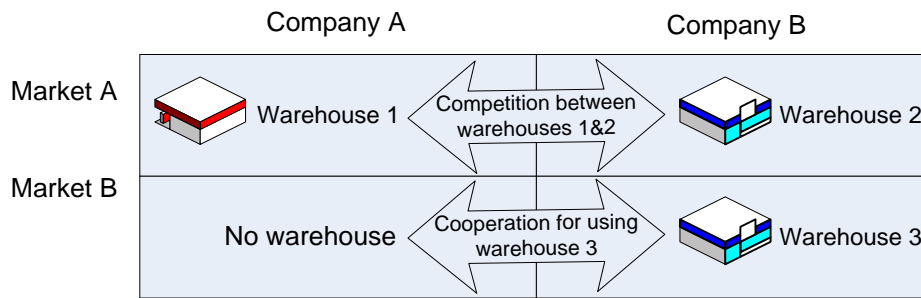 Company A
Company B
Market A
Warehouse 1
Competition between
warehouses 1&2
Warehouse 2
Market B
No warehouse
Cooperation for using
warehouse 3
Warehouse 3